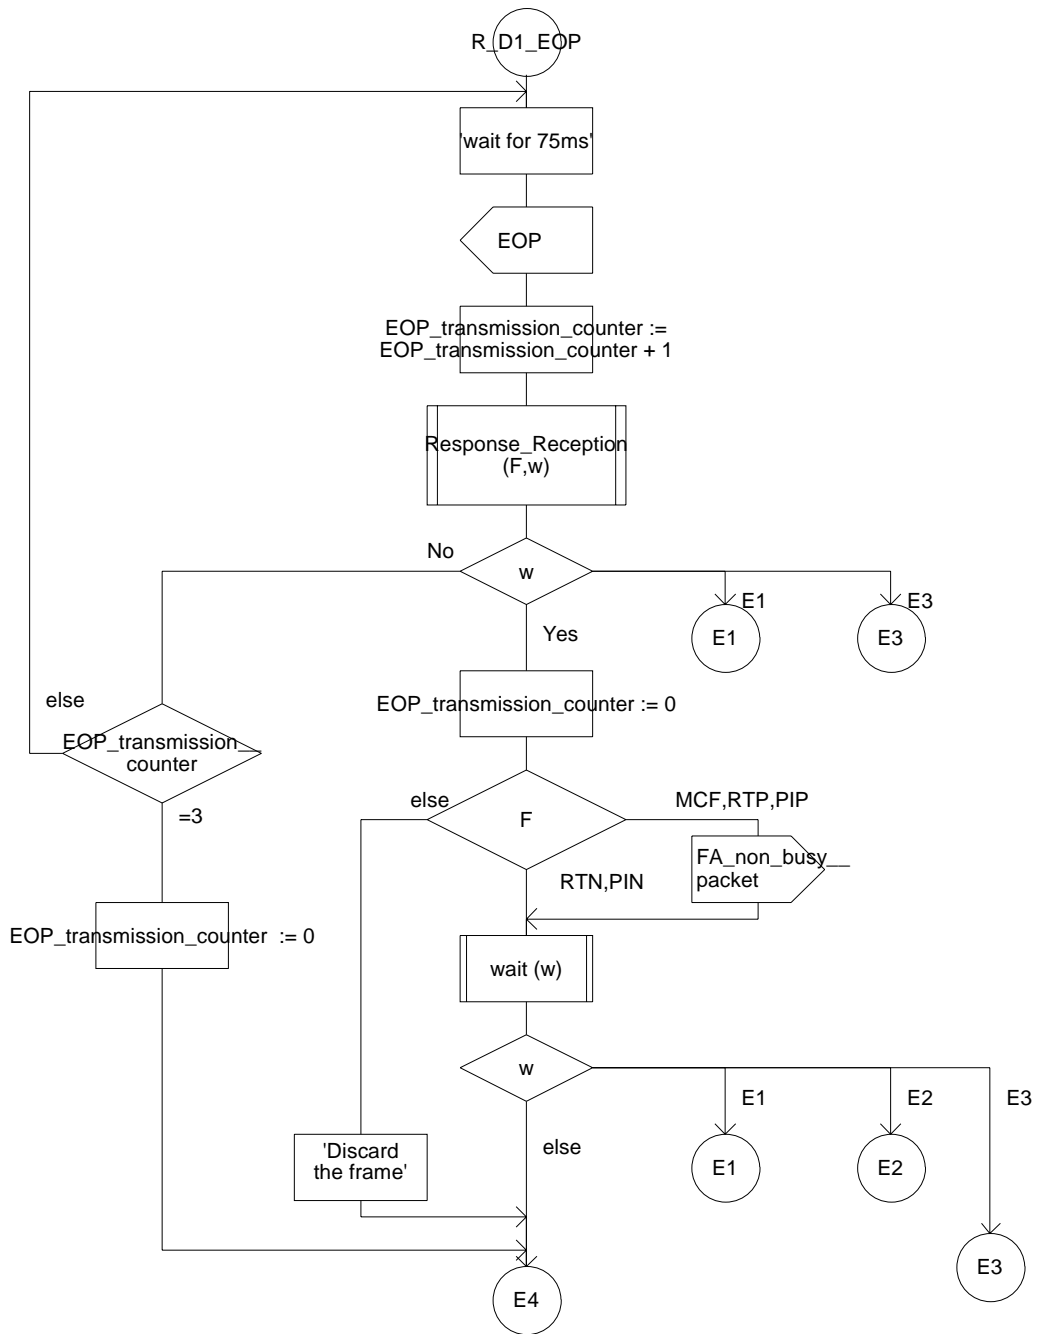 R_D1_EOP
'wait for 75ms'
EOP
EOP_transmission_counter :=
EOP_transmission_counter + 1
Response_Reception
(F,w)
No
w
E1
E3
E1
E3
Yes
EOP_transmission_counter := 0
else
EOP_transmission__
counter
=3
else
F
MCF,RTP,PIP
FA_non_busy__
packet
RTN,PIN
EOP_transmission_counter := 0
wait (w)
w
E1
E2
E3
else
'Discard
the frame'
E1
E2
E3
E4